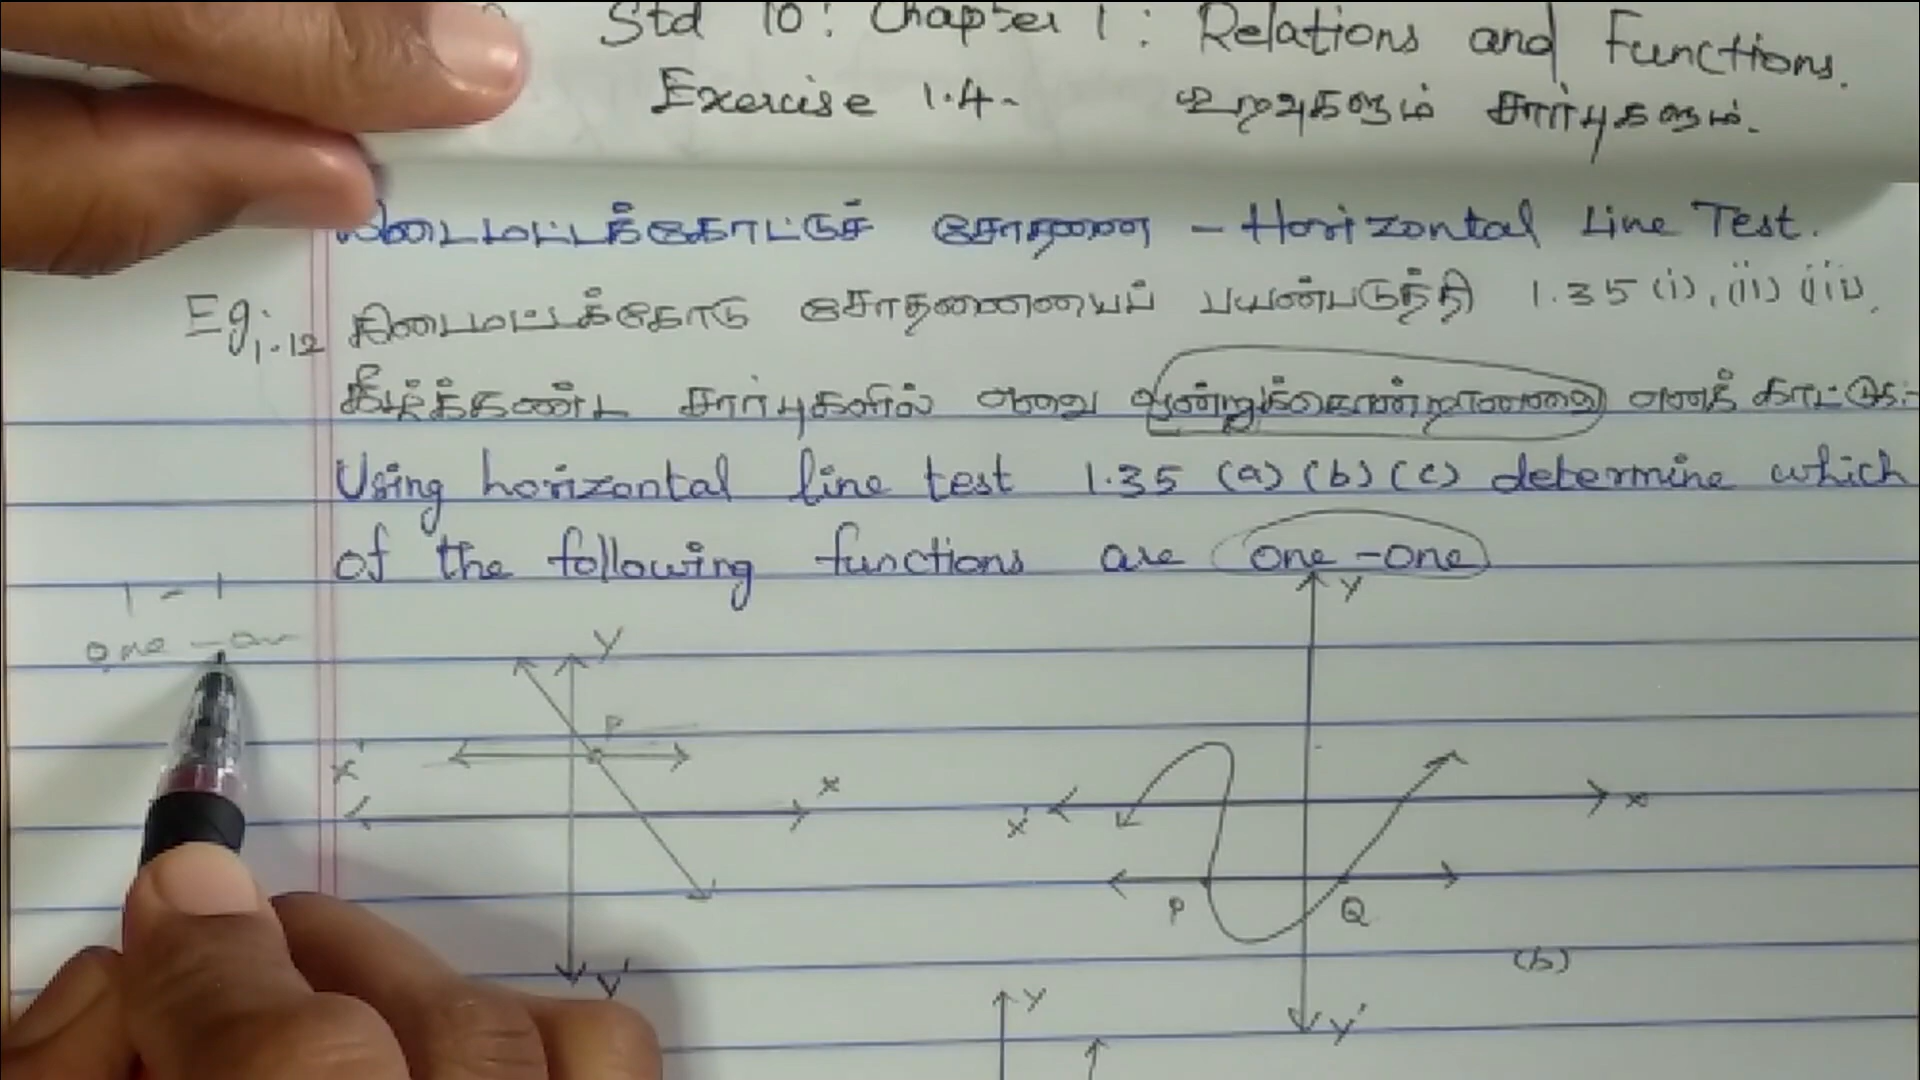 Std 10: Chapter 1: Relations and Functions.
Exercise 1.4- உறவுகளும் சார்புகளும்.
கிடைமட்டக்கோட்டுச் சோதனை - Horizontal Line Test.
Eg: 1.12 கிடைமட்டக்கோடு சோதனையைப் பயன்படுத்தி 1.35 (i), (ii) (iii),
கீழ்க்கண்ட சார்புகளில் எவை ஒன்றுக்கொன்றானவை எனக் காட்டுக:-
Using horizontal line test 1.35 (a) (b) (c) determine which
of the following functions are one-one
1 - 1
one -
Y
P
X'
X
Y'
Y
X'
X
P
Q
(b)
Y'
Y